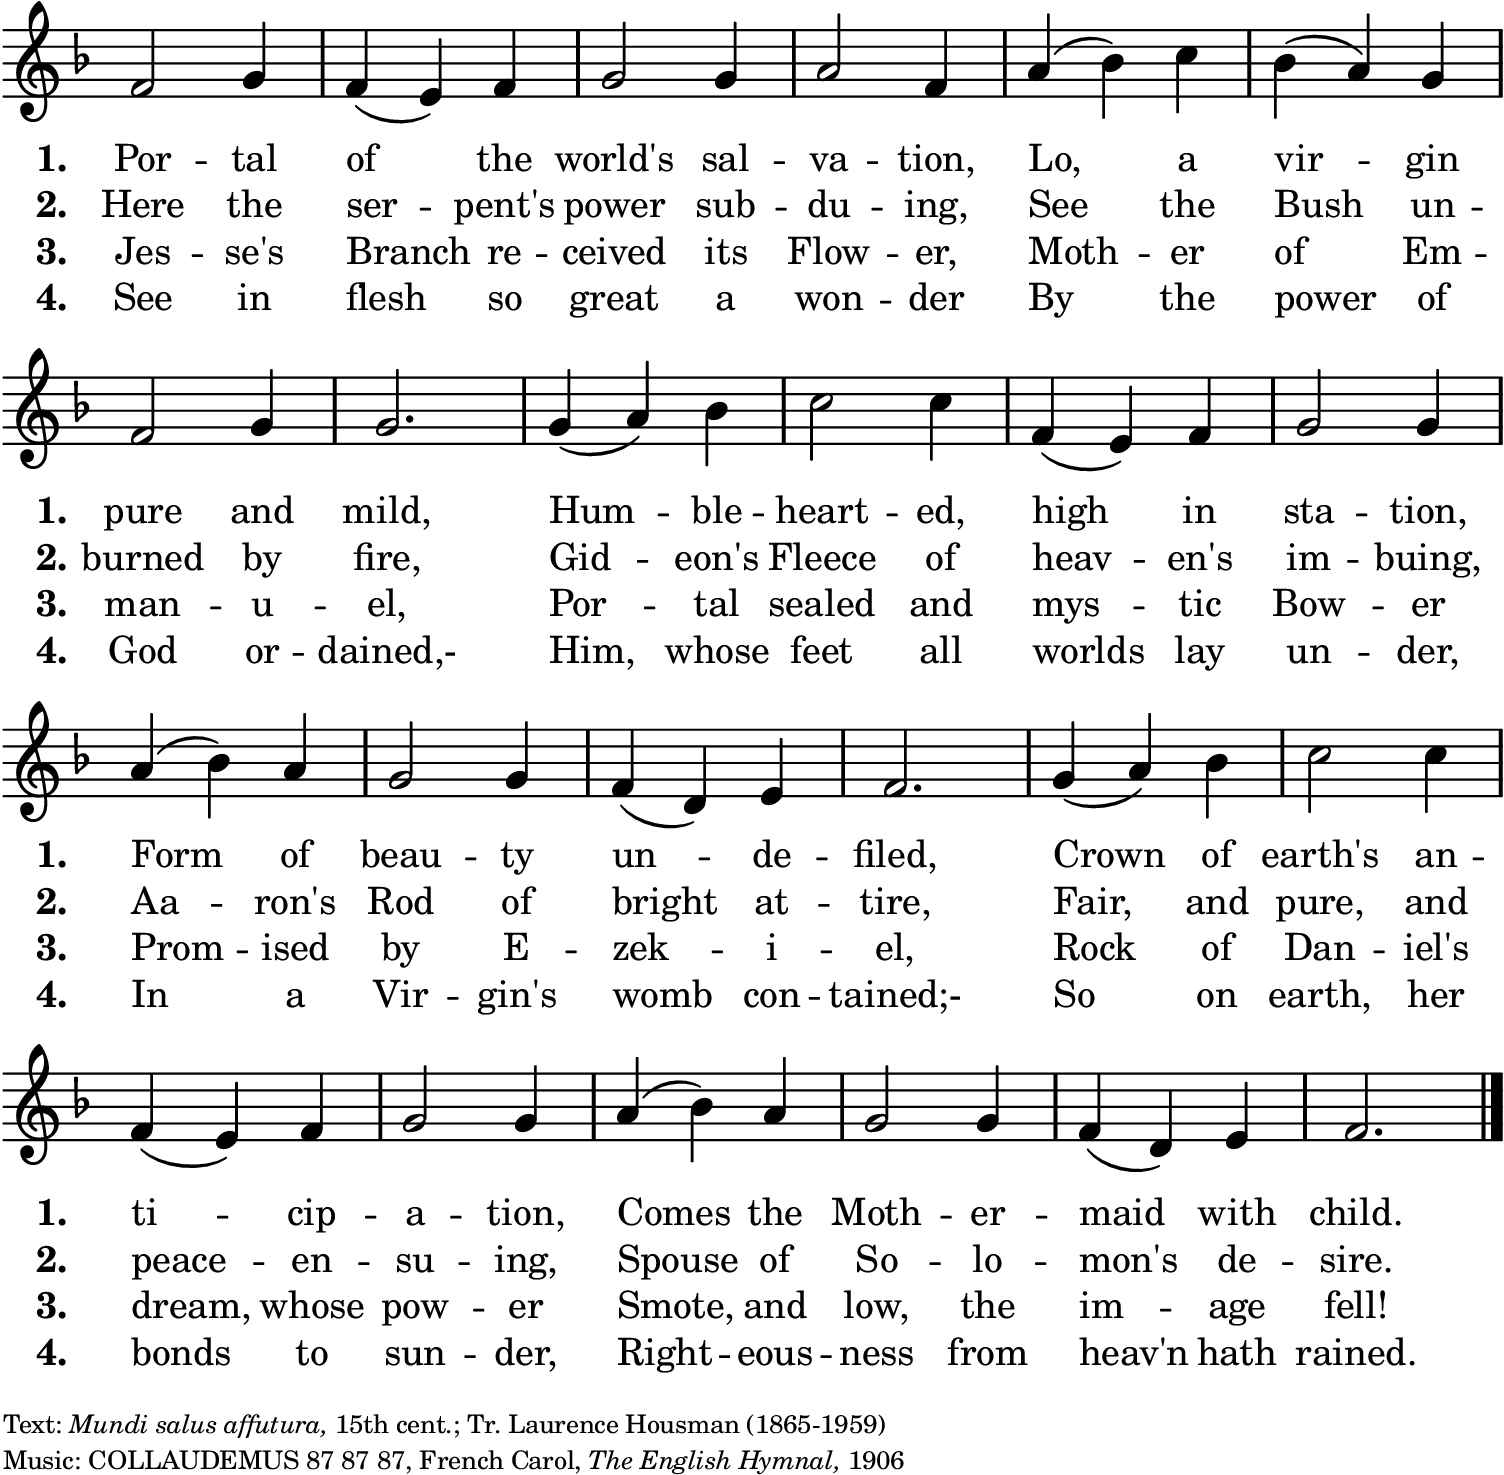 1. Por -- tal of the world's sal -- va -- tion, Lo, a vir -- gin
2. Here the ser -- pent's power sub -- du -- ing, See the Bush un --
3. Jes -- se's Branch re -- ceived its Flow -- er, Moth -- er of Em --
4. See in flesh so great a won -- der By the power of
1. pure and mild, Hum -- ble -- heart -- ed, high in sta -- tion,
2. burned by fire, Gid -- eon's Fleece of heav -- en's im -- buing,
3. man -- u -- el, Por -- tal sealed and mys -- tic Bow -- er
4. God or -- dained,- Him, whose feet all worlds lay un -- der,
1. Form of beau -- ty un -- de -- filed, Crown of earth's an --
2. Aa -- ron's Rod of bright at -- tire, Fair, and pure, and
3. Prom -- ised by E -- zek -- i -- el, Rock of Dan -- iel's
4. In a Vir -- gin's womb con -- tained;- So on earth, her
1. ti -- cip -- a -- tion, Comes the Moth -- er -- maid with child.
2. peace -- en -- su -- ing, Spouse of So -- lo -- mon's de -- sire.
3. dream, whose pow -- er Smote, and low, the im -- age fell!
4. bonds to sun -- der, Right -- eous -- ness from heav'n hath rained.
Text: Mundi salus affutura, 15th cent.; Tr. Laurence Housman (1865-1959)
Music: COLLAUDEMUS 87 87 87, French Carol, The English Hymnal, 1906